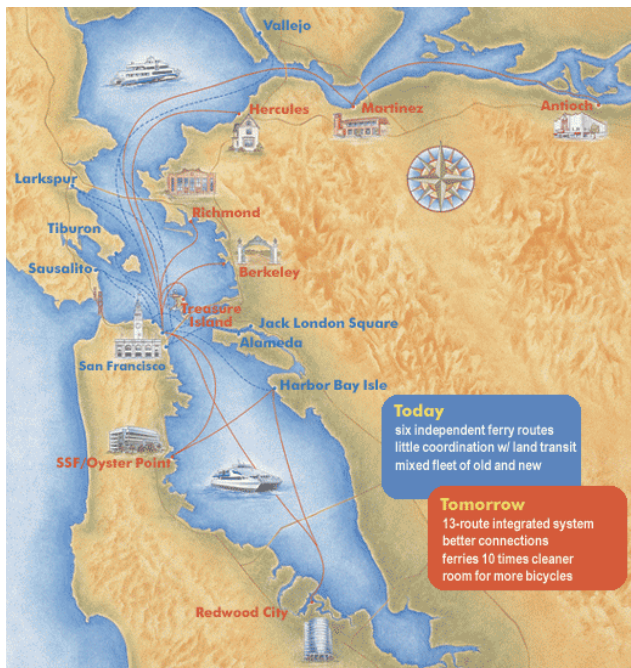 Vallejo
Hercules
Martinez
Antioch
Larkspur
Richmond
Tiburon
Sausalito
Berkeley
Treasure
Island
Jack London Square
Alameda
San Francisco
Harbor Bay Isle
SSF/Oyster Point
Redwood City
Today
six independent ferry routes
little coordination w/ land transit
mixed fleet of old and new
Tomorrow
13-route integrated system
better connections
ferries 10 times cleaner
room for more bicycles